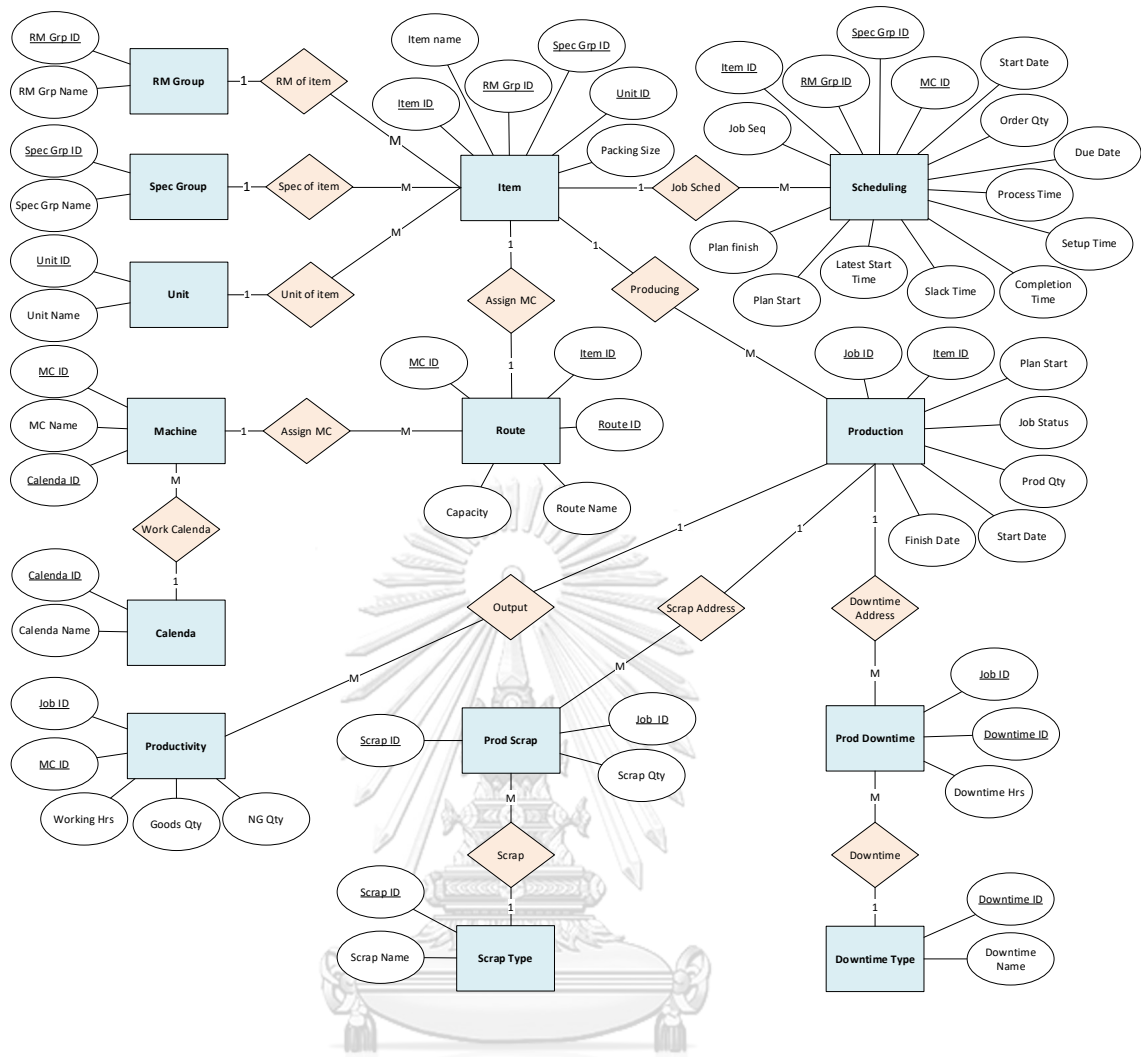 RM Grp ID
RM Grp Name
RM Group
1
RM of item
M
Item name
Item ID
RM Grp ID
Spec Grp ID
Unit ID
Packing Size
Item
Spec Grp ID
Spec Grp Name
Spec Group
1
Spec of item
M
Unit ID
Unit Name
Unit
1
Unit of item
M
1
Job Sched
M
Item ID
RM Grp ID
Spec Grp ID
MC ID
Start Date
Order Qty
Due Date
Process Time
Setup Time
Completion
Time
Slack Time
Latest Start
Time
Plan Start
Plan finish
Job Seq
Scheduling
1
Assign MC
1
1
Producing
M
MC ID
MC Name
Calenda ID
Machine
1
Assign MC
M
MC ID
Item ID
Route ID
Route Name
Capacity
Route
Job ID
Item ID
Plan Start
Job Status
Prod Qty
Start Date
Finish Date
Production
M
Work Calenda
1
Calenda ID
Calenda Name
Calenda
1
Output
M
1
Scrap Address
M
1
Downtime
Address
M
Job ID
MC ID
Working Hrs
Goods Qty
NG Qty
Productivity
Scrap ID
Job  ID
Scrap Qty
Prod Scrap
Job ID
Downtime ID
Downtime Hrs
Prod Downtime
M
Scrap
1
M
Downtime
1
Scrap ID
Scrap Name
Scrap Type
Downtime ID
Downtime
Name
Downtime Type